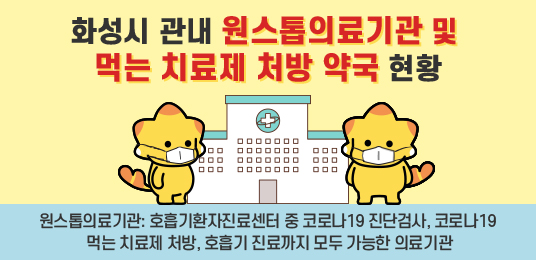 화성시 관내 원스톱의료기관 및
먹는 치료제 처방 약국 현황
원스톱의료기관: 호흡기환자진료센터 중 코로나19 진단검사, 코로나19
먹는 치료제 처방, 호흡기 진료까지 모두 가능한 의료기관